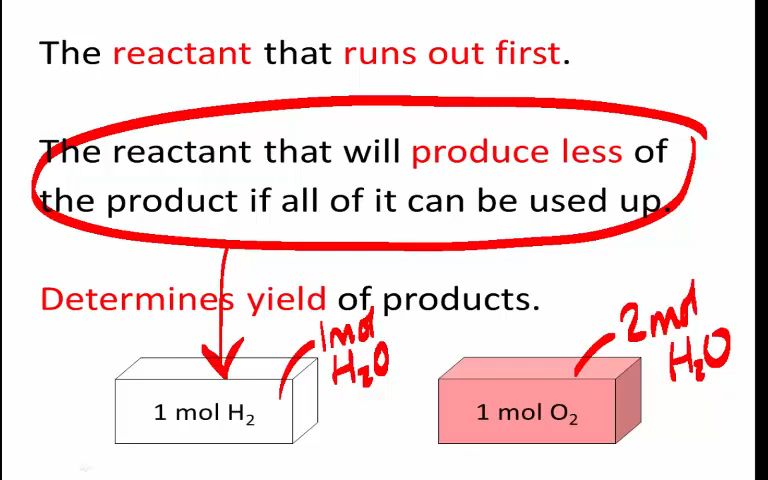 The reactant that runs out first.
The reactant that will produce less of
the product if all of it can be used up.
Determines yield of products.
1 mol
H₂O
2 mol
H₂O
1 mol H₂
1 mol O₂